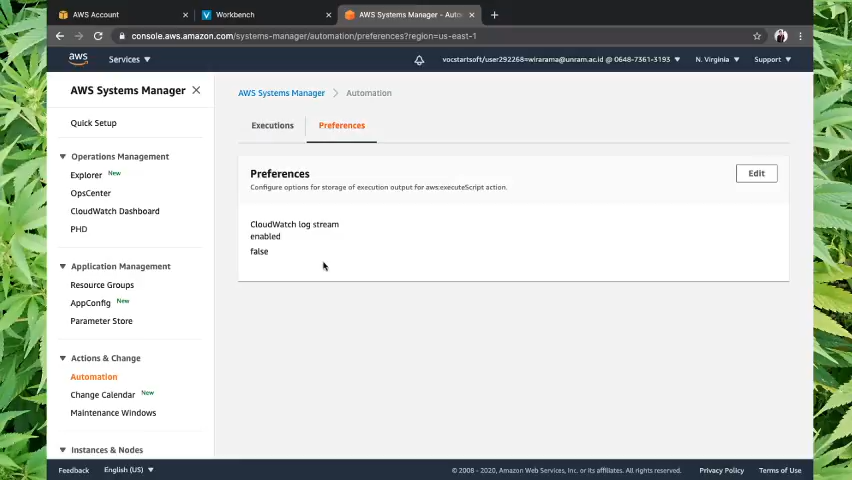 AWS Account
Workbench
AWS Systems Manager - Auto
console.aws.amazon.com/systems-manager/automation/preferences?region=us-east-1
aws
Services
vocstartsoft/user292268=wirarama@unram.ac.id @ 0648-7361-3193
N. Virginia
Support
AWS Systems Manager
Quick Setup
Operations Management
Explorer New
OpsCenter
CloudWatch Dashboard
PHD
Application Management
Resource Groups
AppConfig New
Parameter Store
Actions & Change
Automation
Change Calendar New
Maintenance Windows
Instances & Nodes
AWS Systems Manager > Automation
Executions
Preferences
Preferences
Edit
Configure options for storage of execution output for aws:executeScript action.
CloudWatch log stream
enabled
false
Feedback
English (US)
© 2008 - 2020, Amazon Web Services, Inc. or its affiliates. All rights reserved.
Privacy Policy
Terms of Use